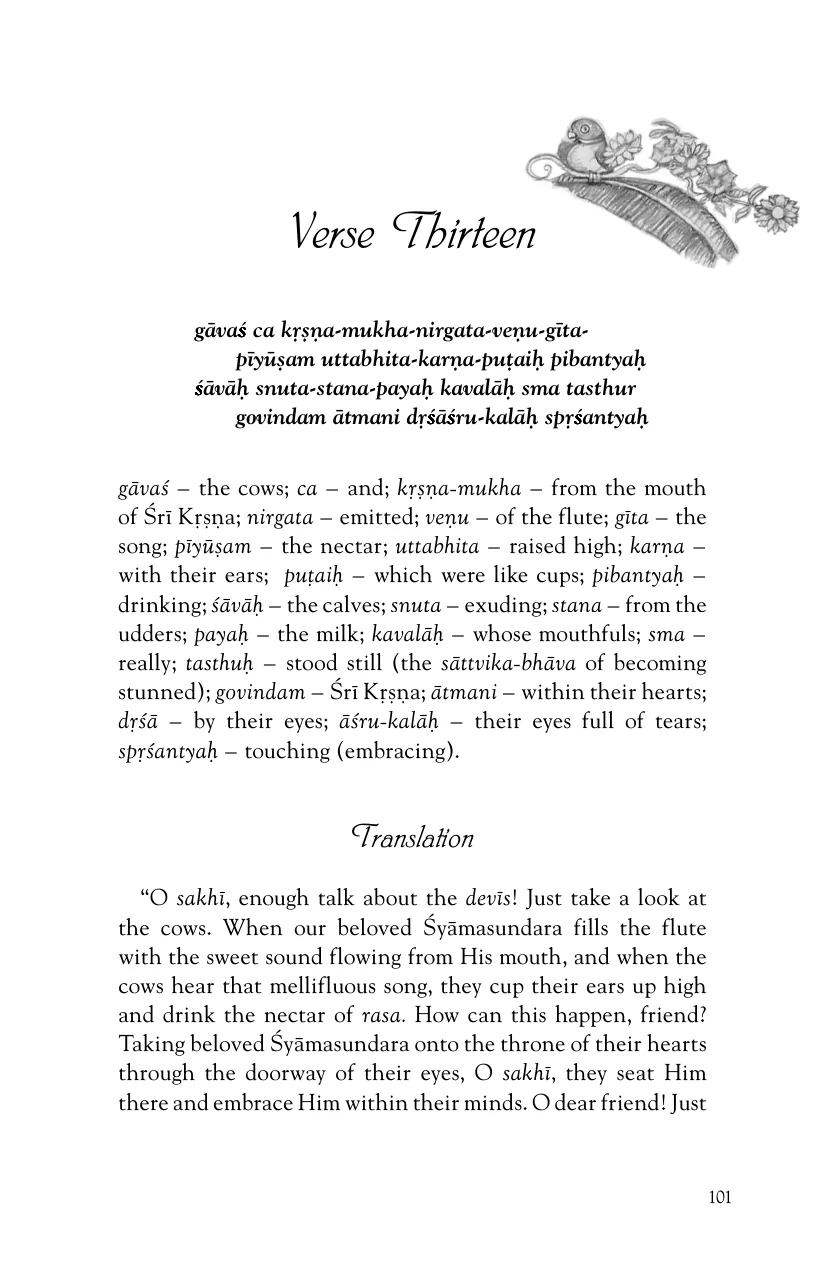 Verse Thirteen
gāvaś ca kṛṣṇa-mukha-nirgata-veṇu-gīta-
pīyūṣam uttabhita-karṇa-puṭaiḥ pibantyaḥ
śāvāḥ snuta-stana-payaḥ kavalāḥ sma tasthur
govindam ātmani dṛśāśru-kalāḥ spṛśantyaḥ
gāvaś – the cows; ca – and; kṛṣṇa-mukha – from the mouth
of Śrī Kṛṣṇa; nirgata – emitted; veṇu – of the flute; gīta – the
song; pīyūṣam – the nectar; uttabhita – raised high; karṇa –
with their ears; puṭaiḥ – which were like cups; pibantyaḥ –
drinking; śāvāḥ – the calves; snuta – exuding; stana – from the
udders; payaḥ – the milk; kavalāḥ – whose mouthfuls; sma –
really; tasthuḥ – stood still (the sāttvika-bhāva of becoming
stunned); govindam – Śrī Kṛṣṇa; ātmani – within their hearts;
dṛśā – by their eyes; āśru-kalāḥ – their eyes full of tears;
spṛśantyaḥ – touching (embracing).
Translation
“O sakhī, enough talk about the devīs! Just take a look at
the cows. When our beloved Śyāmasundara fills the flute
with the sweet sound flowing from His mouth, and when the
cows hear that mellifluous song, they cup their ears up high
and drink the nectar of rasa. How can this happen, friend?
Taking beloved Śyāmasundara onto the throne of their hearts
through the doorway of their eyes, O sakhī, they seat Him
there and embrace Him within their minds. O dear friend! Just
101